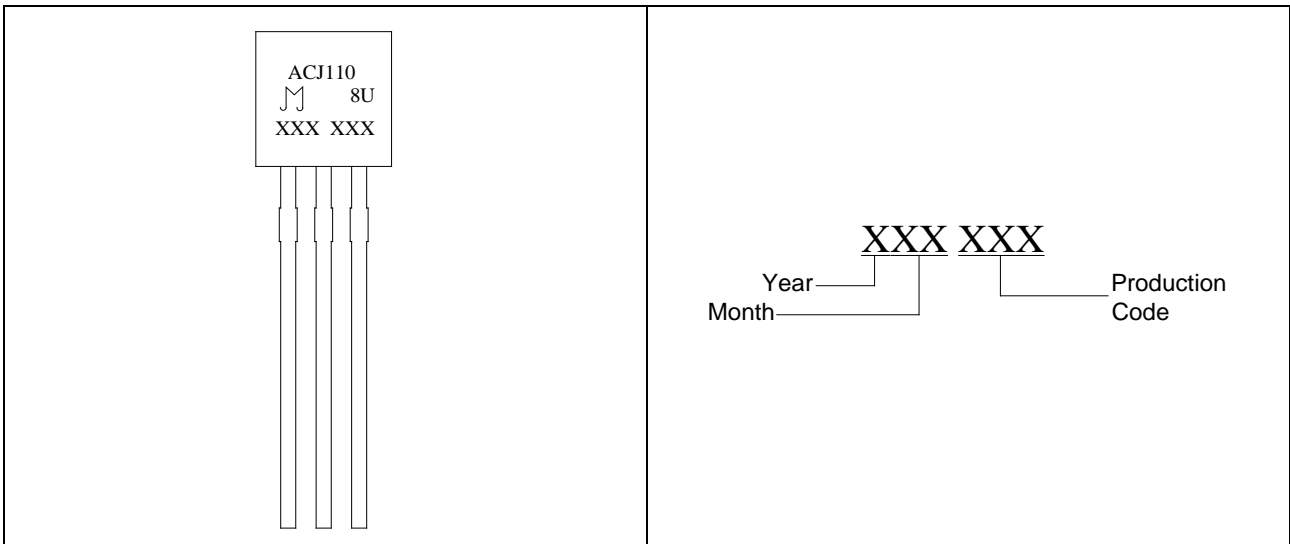 ACJ110
8U
XXX XXX
XXX XXX
Year
Month
Production
Code